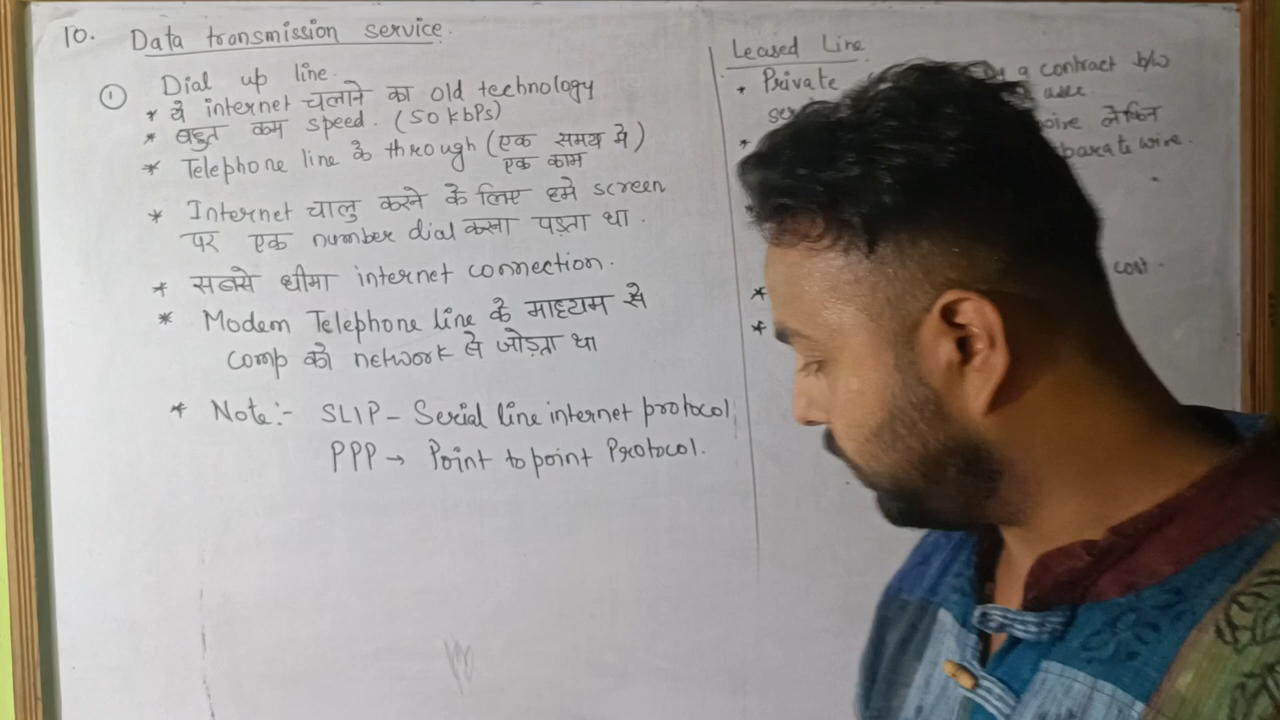 10. Data transmission service.
① Dial up line.
* ये internet चलाने का old technology
* बहुत कम speed. (50 kbps)
* Telephone line के through (एक समय मे)
एक काम
* Internet चालु करने के लिए हमे screen
पर एक number dial करना पड़ता था.
* सबसे धीमा internet connection.
* Modem Telephone line के माध्यम से
Comp को network से जोड़ता था
* Note:- SLIP - Serial line internet protocol
PPP → Point to point Protocol.
Leased Line
* Private a contract b/w
लेकिन
wire.
*
cost.
*
*